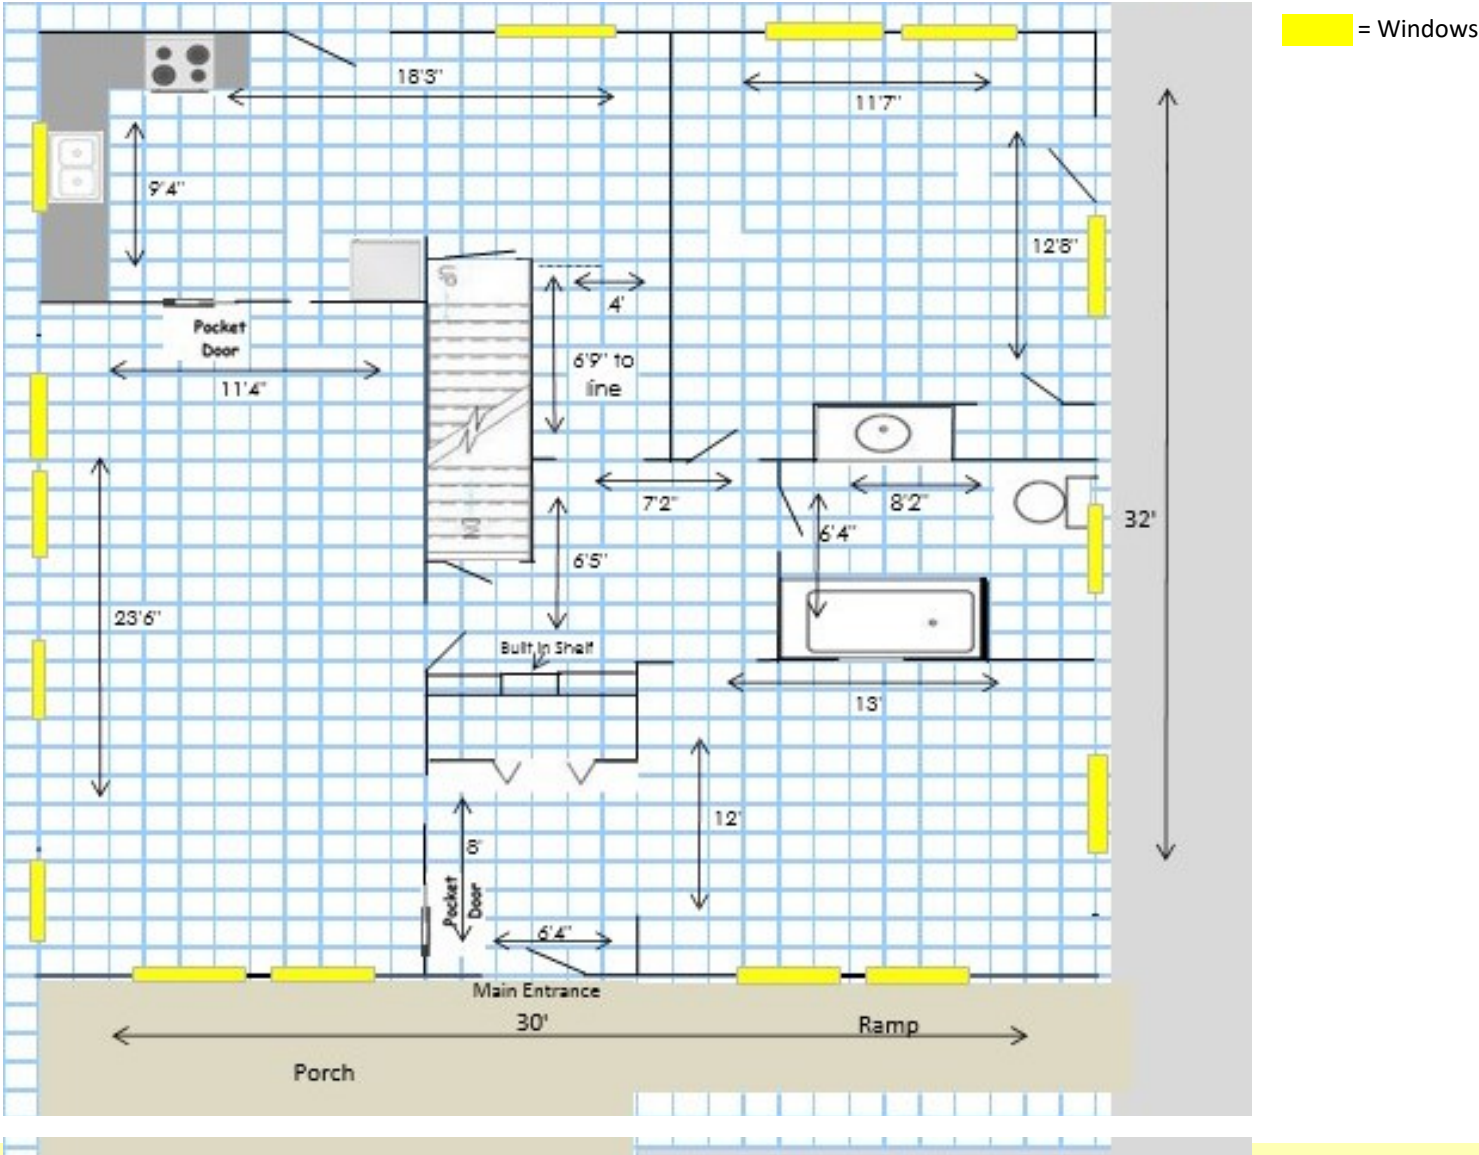 = Windows
18'3"
11'7"
9'4"
12'8"
UP
4'
Pocket
Door
6'9" to
line
11'4"
7'2"
8'2"
32'
6'4"
DN
6'5"
23'6"
Built In Shelf
13'
12'
8'
Pocket
Door
6'4"
Main Entrance
30'
Ramp
Porch